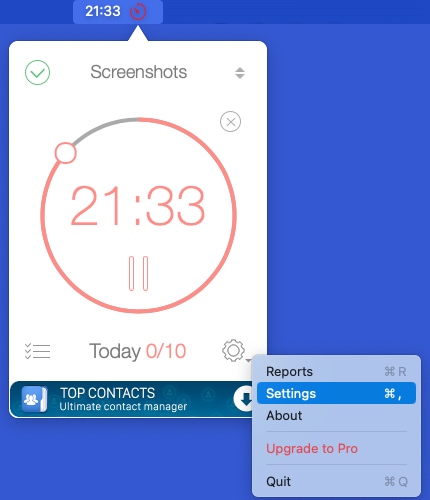 21:33
Screenshots
21:33
Today 0/10
TOP CONTACTS
Ultimate contact manager
Reports ⌘ R
Settings ⌘ ,
About
Upgrade to Pro
Quit ⌘ Q